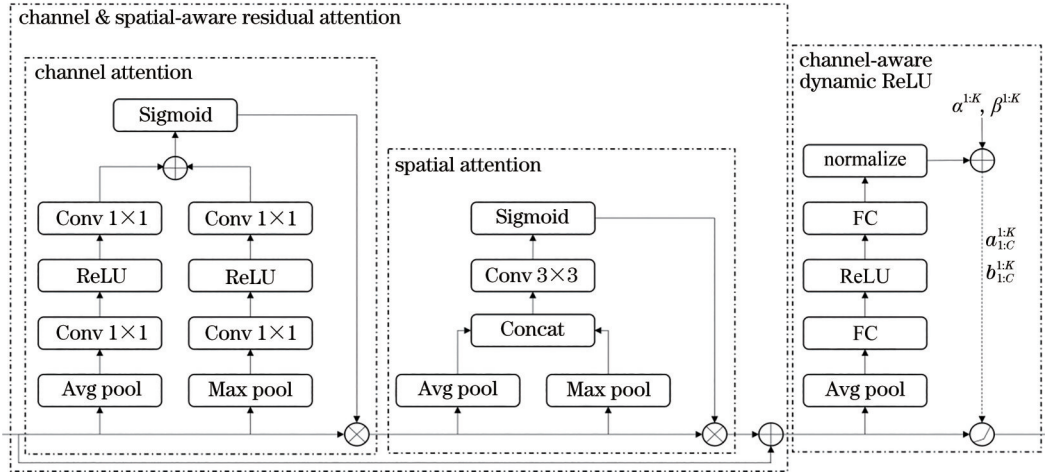 channel & spatial-aware residual attention
channel attention
Sigmoid
Conv 1×1
Conv 1×1
ReLU
ReLU
Conv 1×1
Conv 1×1
Avg pool
Max pool
spatial attention
Sigmoid
Conv 3×3
Concat
Avg pool
Max pool
channel-aware
dynamic ReLU
α^{1:K}, β^{1:K}
normalize
FC
ReLU
FC
Avg pool
a_{1:C}^{1:K}
b_{1:C}^{1:K}